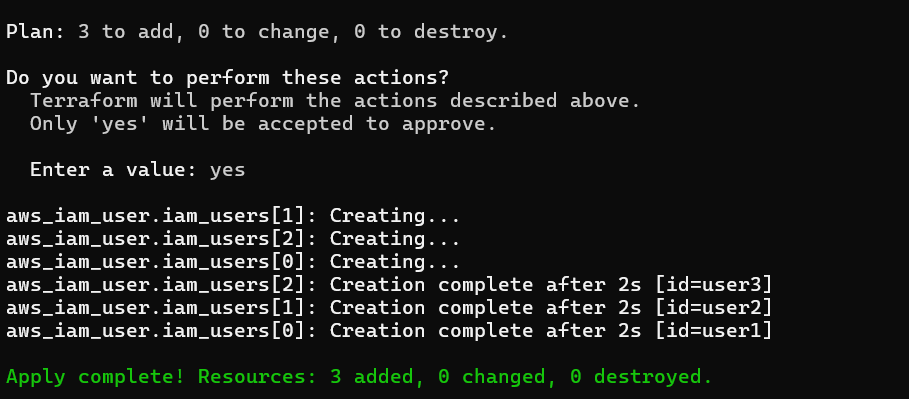 Plan: 3 to add, 0 to change, 0 to destroy.
Do you want to perform these actions?
Terraform will perform the actions described above.
Only 'yes' will be accepted to approve.
Enter a value: yes
aws_iam_user.iam_users[1]: Creating...
aws_iam_user.iam_users[2]: Creating...
aws_iam_user.iam_users[0]: Creating...
aws_iam_user.iam_users[2]: Creation complete after 2s [id=user3]
aws_iam_user.iam_users[1]: Creation complete after 2s [id=user2]
aws_iam_user.iam_users[0]: Creation complete after 2s [id=user1]
Apply complete! Resources: 3 added, 0 changed, 0 destroyed.